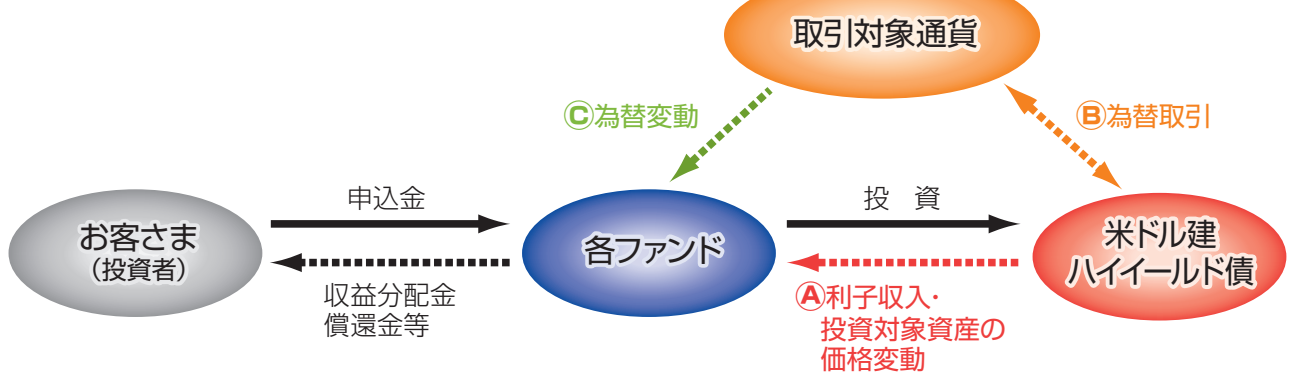 取引対象通貨
Ⓒ為替変動
Ⓑ為替取引
申込金
投　資
お客さま
（投資者）
各ファンド
米ドル建
ハイイールド債
収益分配金
償還金等
Ⓐ利子収入・
投資対象資産の
価格変動